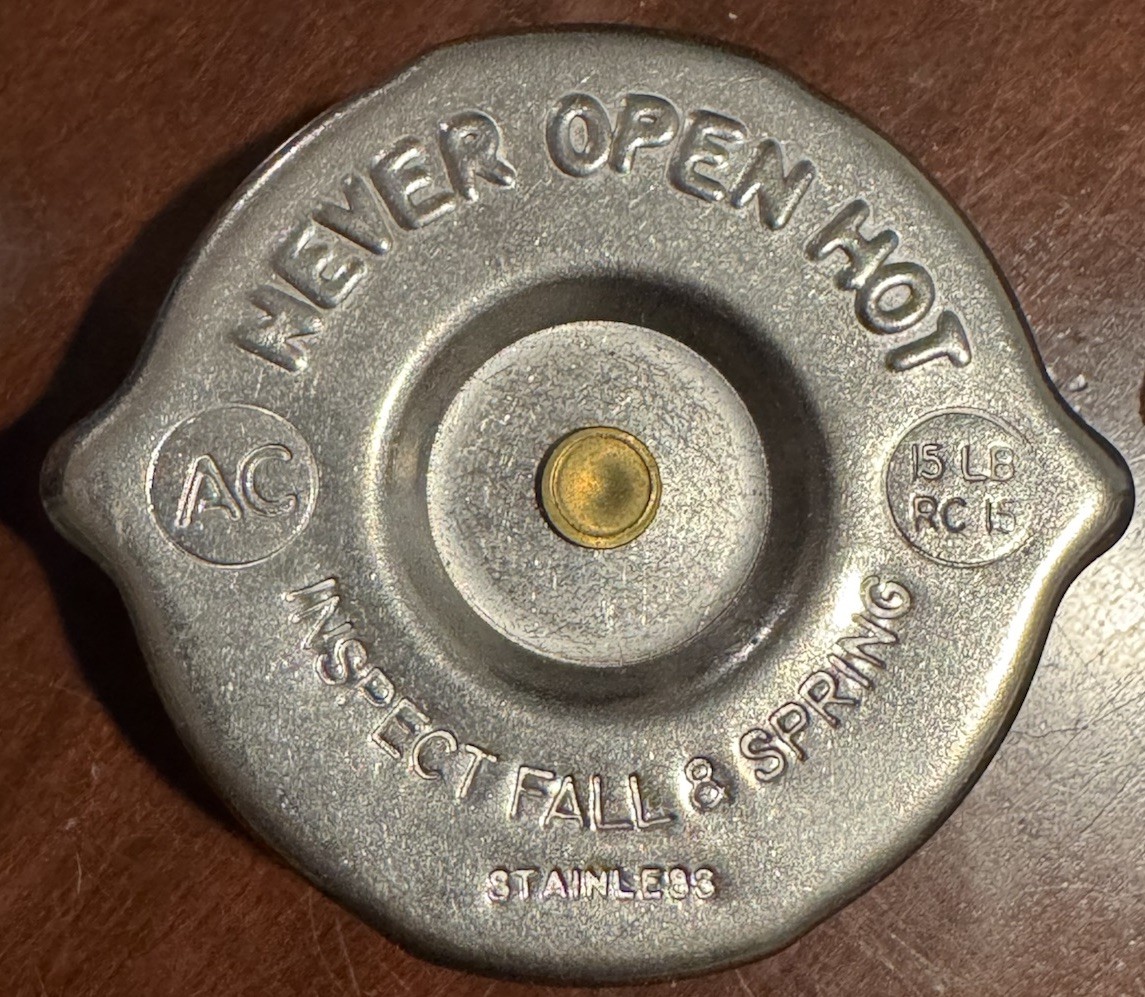 NEVER OPEN HOT
AC
15 LB
RC 15
INSPECT FALL & SPRING
STAINLESS